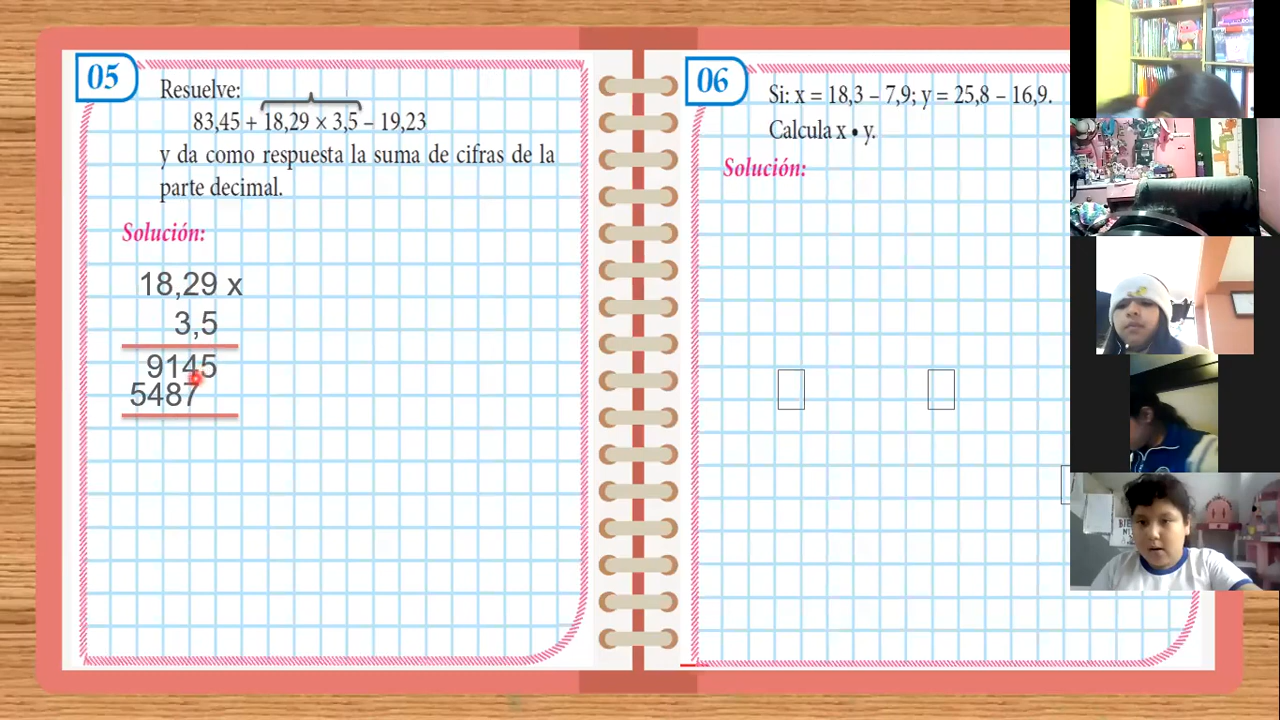 05
Resuelve:
83,45 + 18,29 × 3,5 – 19,23
y da como respuesta la suma de cifras de la
parte decimal.
Solución:
18,29 x
3,5
9145
5487
06
Si: x = 18,3 – 7,9; y = 25,8 – 16,9.
Calcula x • y.
Solución: